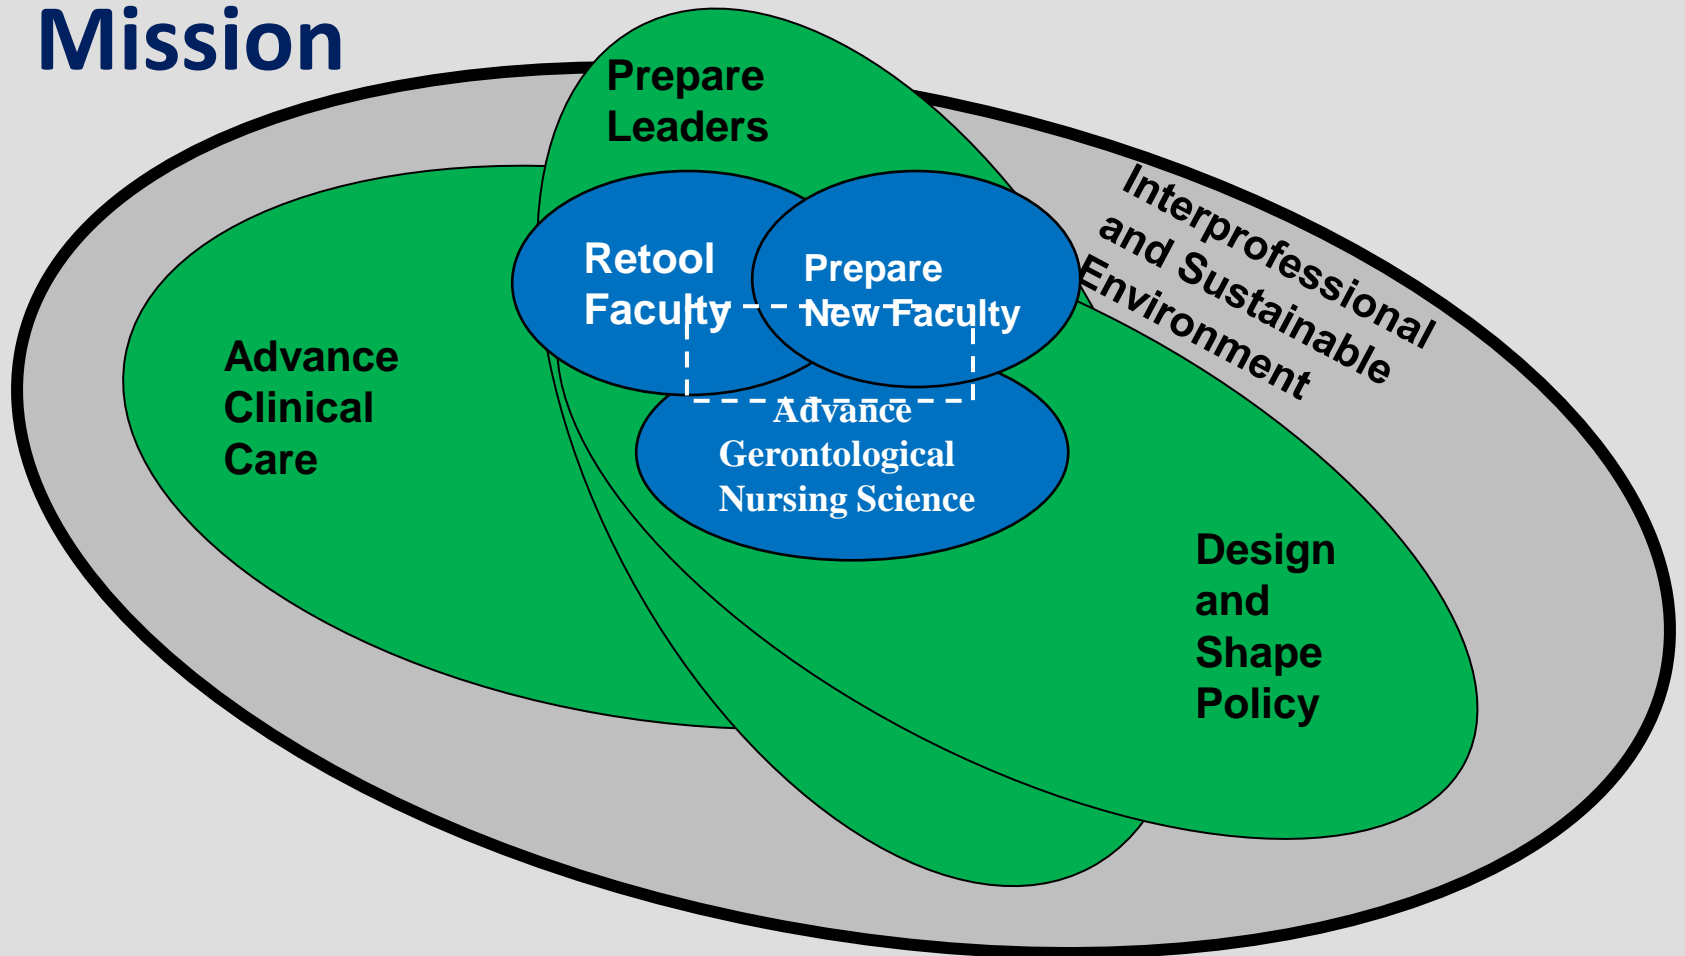 Mission
Prepare
Leaders
Interprofessional
and Sustainable
Environment
Retool
Faculty
Prepare
New Faculty
Advance
Clinical
Care
Advance
Gerontological
Nursing Science
Design
and
Shape
Policy